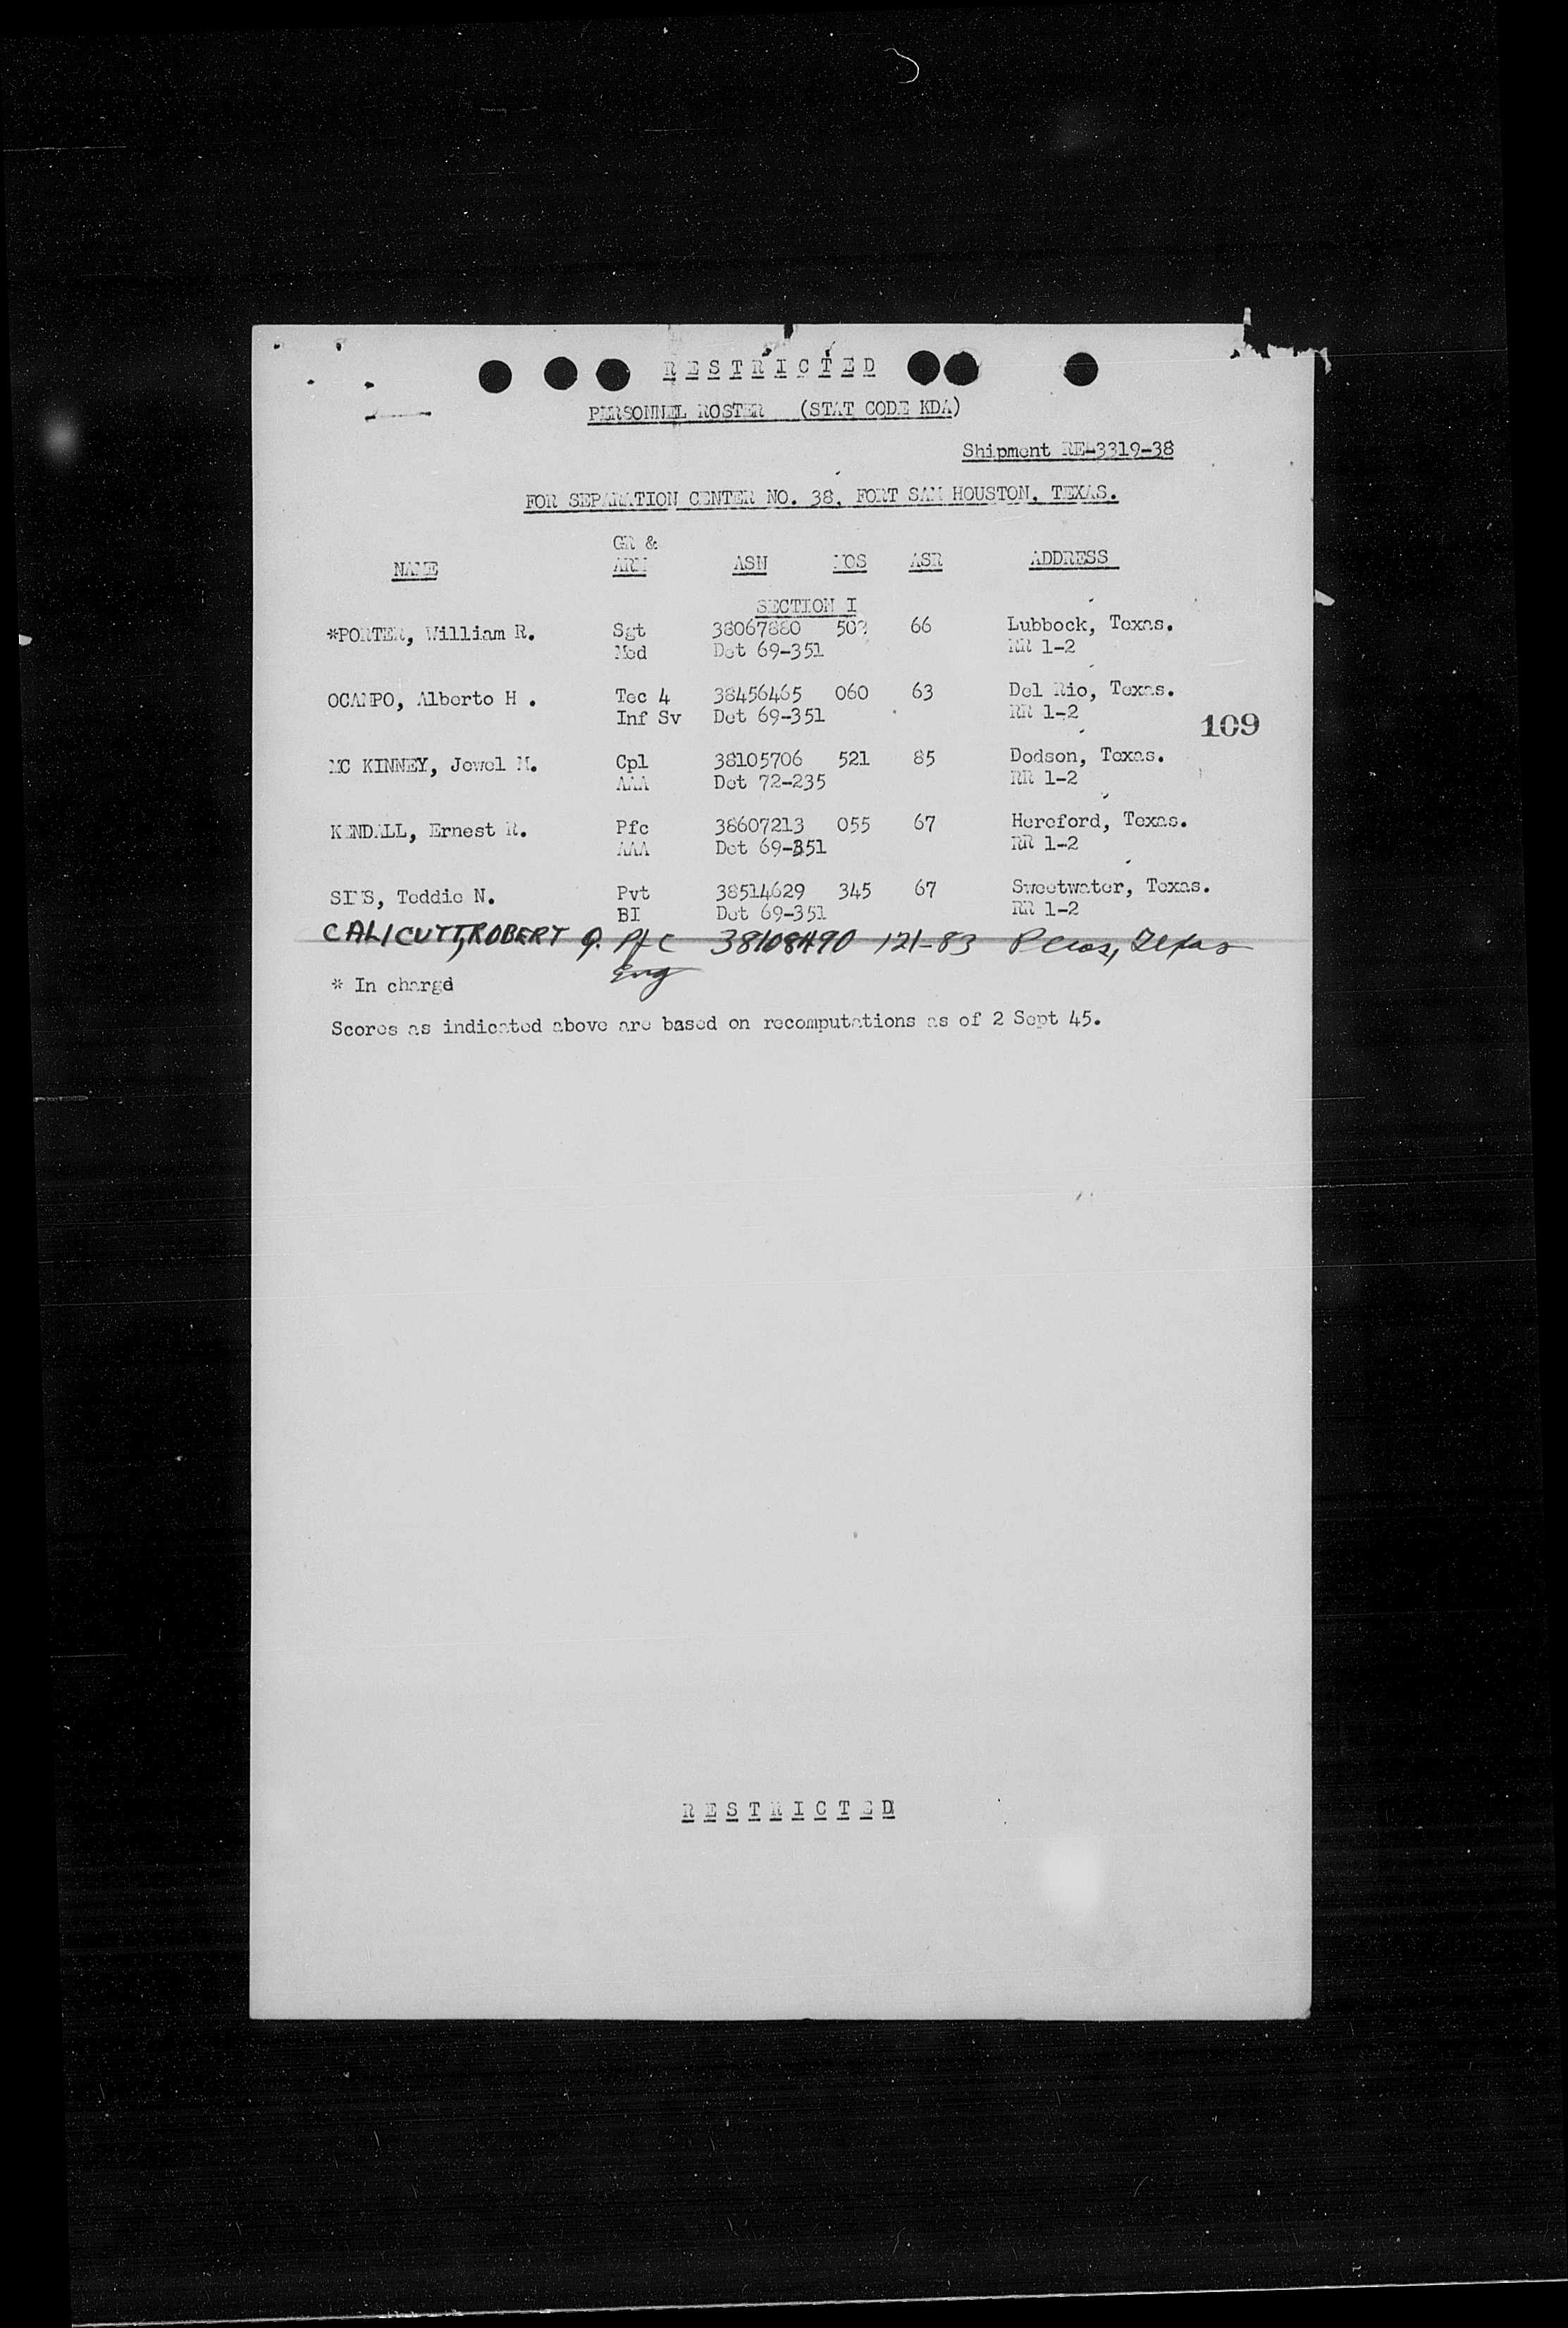 RESTRICTED
PERSONNEL ROSTER (STAT CODE KDA)
Shipment RE-3319-38
FOR SEPARATION CENTER NO. 38, FORT SAM HOUSTON, TEXAS.
NAME GR & ARM ASN MOS ASR ADDRESS
SECTION I
*PORTER, William R. Sgt 38067880 66 Lubbock, Texas.
Med Det 69-351 RR 1-2
OCAMPO, Alberto H . Tec 4 38456465 060 63 Del Rio, Texas.
Inf Sv Det 69-351 RR 1-2
109
MC KINNEY, Jewel M. Cpl 38105706 521 85 Dodson, Texas.
AAA Det 72-235 RR 1-2
KENDALL, Ernest R. Pfc 38607213 055 67 Hereford, Texas.
AAA Det 69-351 RR 1-2
SIMS, Teddie N. Pvt 38514629 345 67 Sweetwater, Texas.
BI Det 69-351 RR 1-2
CALICUTT, ROBERT Pfc 38108490 121-83 Pecos, Texas
Eng
* In charge
Scores as indicated above are based on recomputations as of 2 Sept 45.
RESTRICTED